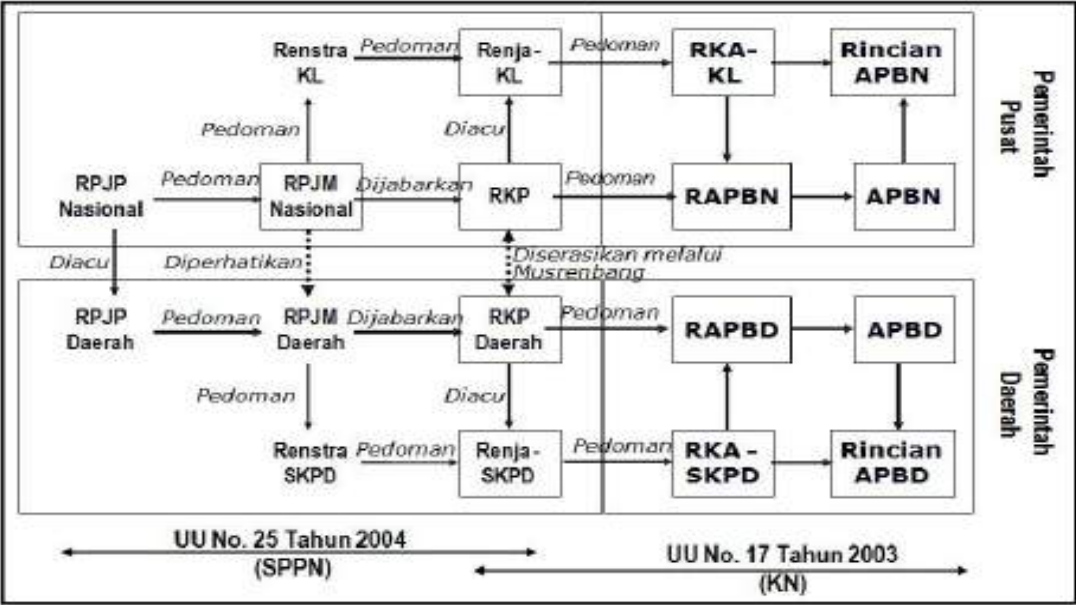 Renstra
KL
Pedoman
Renja-
KL
Pedoman
RKA-
KL
Rincian
APBN
Pemerintah
Pusat
Pedoman
Diacu
RPJP
Nasional
Pedoman
RPJM
Nasional
Dijabarkan
RKP
Pedoman
RAPBN
APBN
Diacu
Diperhatikan
Diserasikan melalui
Musrenbang
RPJP
Daerah
Pedoman
RPJM
Daerah
Dijabarkan
RKP
Daerah
Pedoman
RAPBD
APBD
Pemerintah
Daerah
Pedoman
Diacu
Renstra
SKPD
Pedoman
Renja-
SKPD
Pedoman
RKA -
SKPD
Rincian
APBD
UU No. 25 Tahun 2004
(SPPN)
UU No. 17 Tahun 2003
(KN)